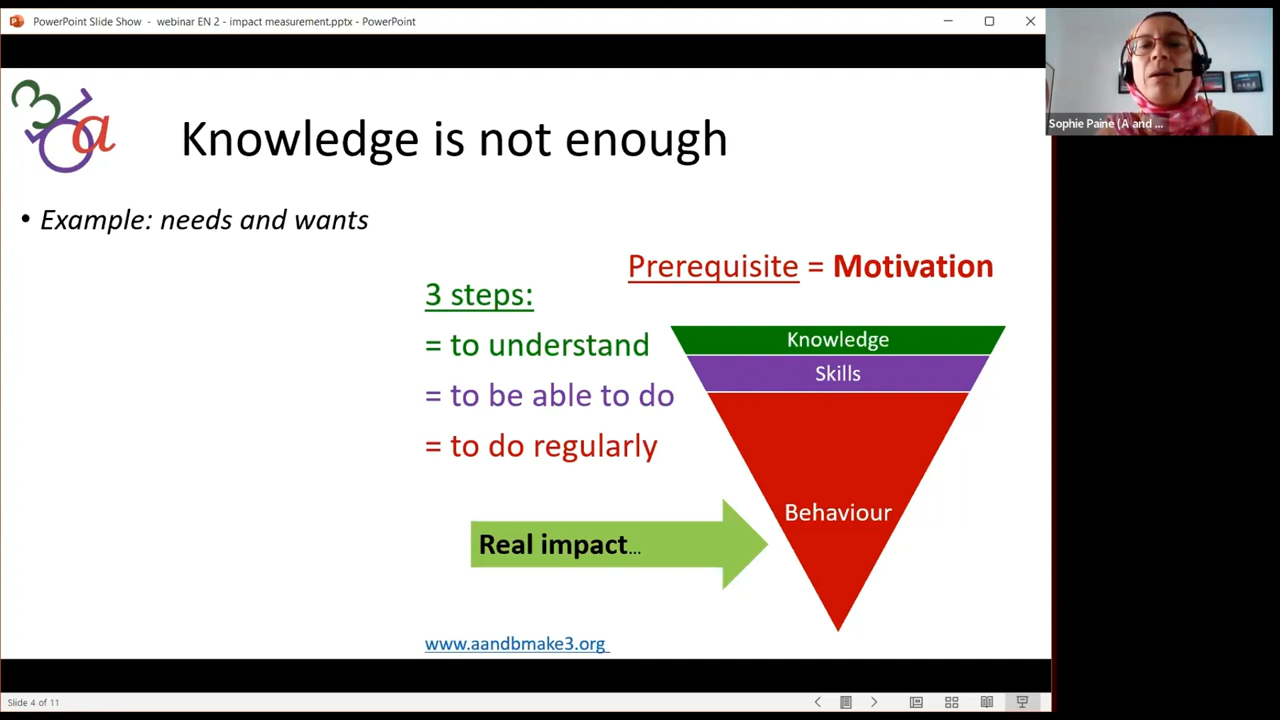 PowerPoint Slide Show - webinar EN 2 - impact measurement.pptx - PowerPoint
Sophie Paine (A and ...
36a
Knowledge is not enough
• Example: needs and wants
Prerequisite = Motivation
3 steps:
= to understand
= to be able to do
= to do regularly
Knowledge
Skills
Behaviour
Real impact...
www.aandbmake3.org
Slide 4 of 11